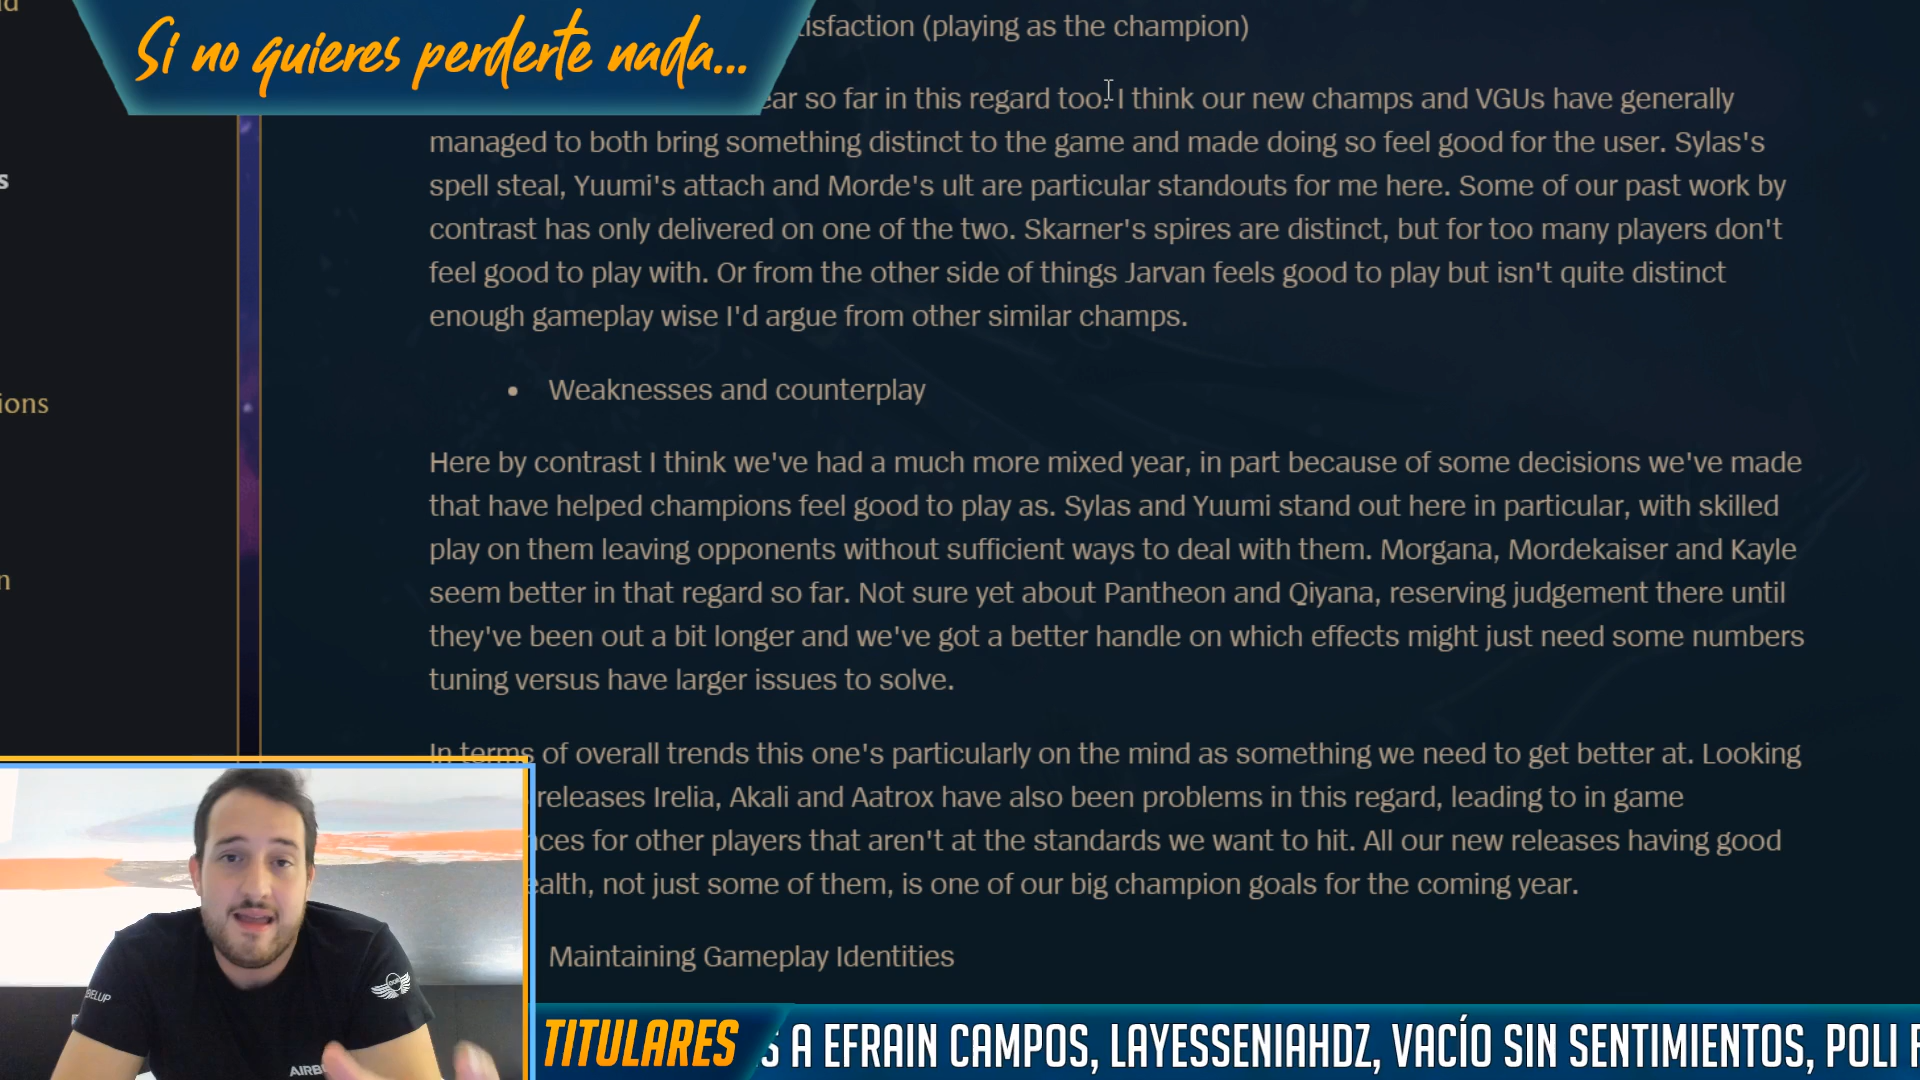 Si no quieres perderte nada...
isfaction (playing as the champion)
ear so far in this regard too. I think our new champs and VGUs have generally
managed to both bring something distinct to the game and made doing so feel good for the user. Sylas's
spell steal, Yuumi's attach and Morde's ult are particular standouts for me here. Some of our past work by
contrast has only delivered on one of the two. Skarner's spires are distinct, but for too many players don't
feel good to play with. Or from the other side of things Jarvan feels good to play but isn't quite distinct
enough gameplay wise I'd argue from other similar champs.
s
ions
n
• Weaknesses and counterplay
Here by contrast I think we've had a much more mixed year, in part because of some decisions we've made
that have helped champions feel good to play as. Sylas and Yuumi stand out here in particular, with skilled
play on them leaving opponents without sufficient ways to deal with them. Morgana, Mordekaiser and Kayle
seem better in that regard so far. Not sure yet about Pantheon and Qiyana, reserving judgement there until
they've been out a bit longer and we've got a better handle on which effects might just need some numbers
tuning versus have larger issues to solve.
In terms of overall trends this one's particularly on the mind as something we need to get better at. Looking
releases Irelia, Akali and Aatrox have also been problems in this regard, leading to in game
nces for other players that aren't at the standards we want to hit. All our new releases having good
ealth, not just some of them, is one of our big champion goals for the coming year.
Maintaining Gameplay Identities
TITULARES
S A EFRAIN CAMPOS, LAYESSENIAHDZ, VACÍO SIN SENTIMIENTOS, POLI